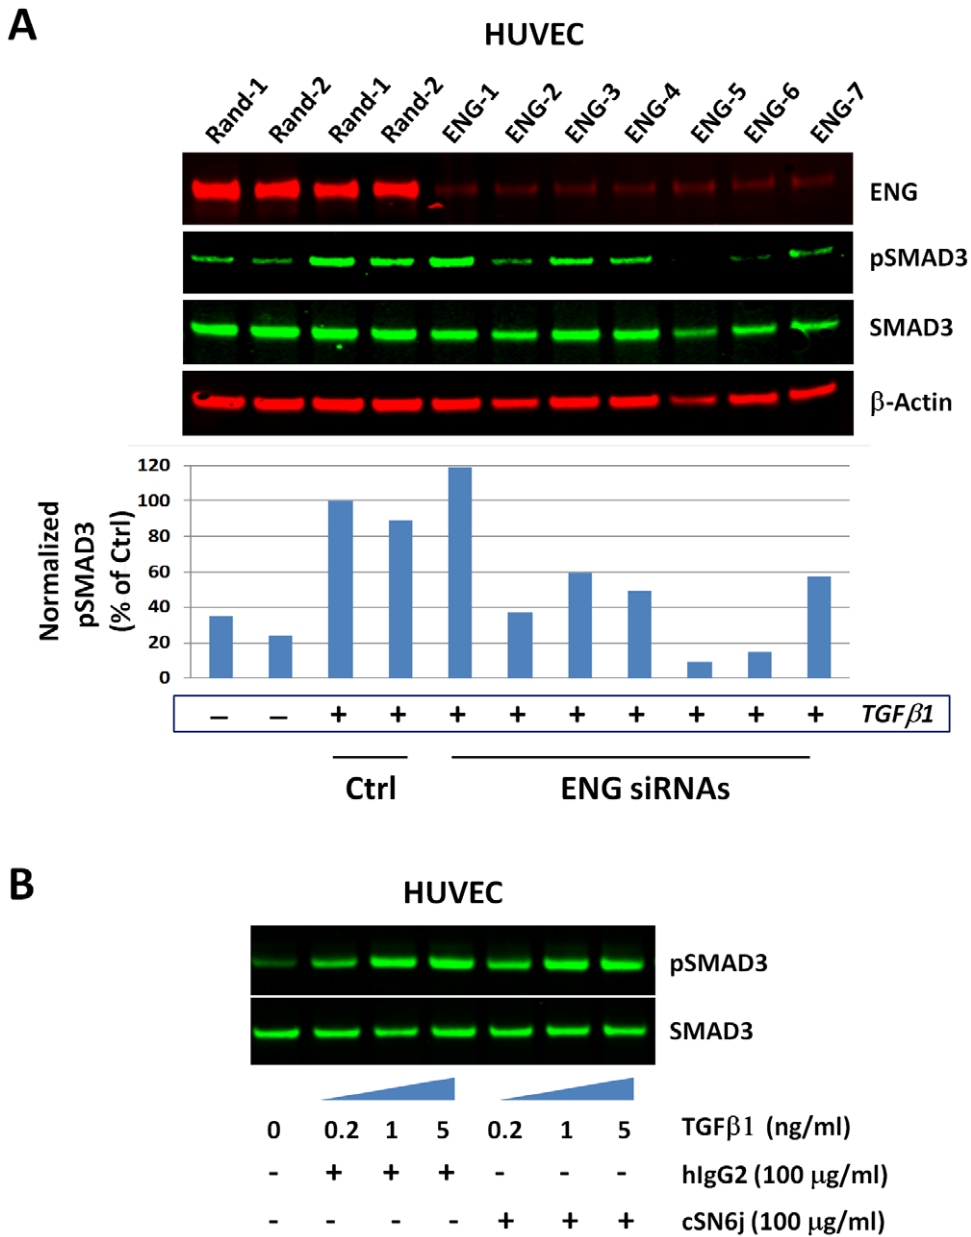 A
HUVEC
Rand-1 Rand-2 Rand-1 Rand-2 ENG-1 ENG-2 ENG-3 ENG-4 ENG-5 ENG-6 ENG-7
ENG
pSMAD3
SMAD3
β-Actin
Normalized
pSMAD3
(% of Ctrl)
120
100
80
60
40
20
0
– – + + + + + + + + + TGFβ1
Ctrl ENG siRNAs
B
HUVEC
pSMAD3
SMAD3
0 0.2 1 5 0.2 1 5 TGFβ1 (ng/ml)
- + + + - - - hIgG2 (100 μg/ml)
- - - - + + + cSN6j (100 μg/ml)